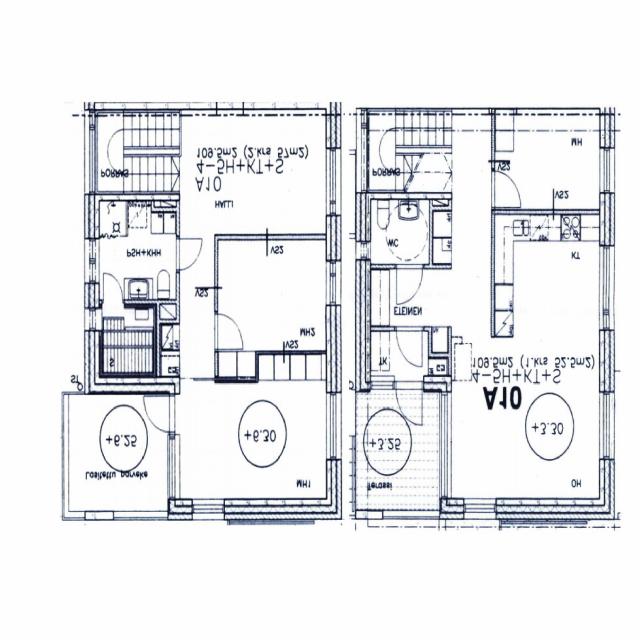 PORRAS
109.5m2 (2.krs 57m2)
4-5H+KT+S
A10
HALLI
PSH+KHH
VS2
VS2
MH2
VS2
S
+6.25
+6.30
Lasitettu parveke
MH1
PORRAS
MH
VS2
VS2
WC
KT
ETEINEN
TK
109.5m2 (1.krs 52.5m2)
4-5H+KT+S
A10
+3.25
+3.30
Terassi
OH